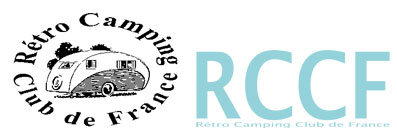 Rétro Camping
Club de France
RCCF
Rétro Camping Club de France